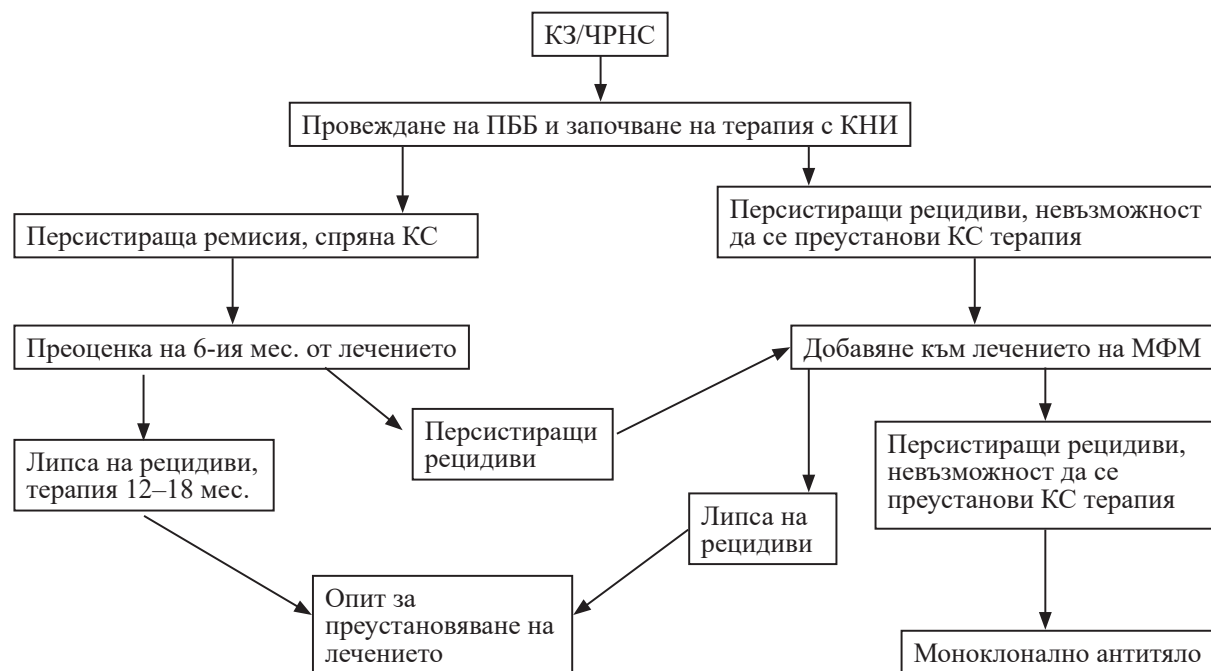 КЗ/ЧРНС
Провеждане на ПББ и започване на терапия с КНИ
Персистираща ремисия, спряна КС
Персистиращи рецидиви, невъзможност
да се преустанови КС терапия
Преоценка на 6-ия мес. от лечението
Добавяне към лечението на МФМ
Персистиращи
рецидиви
Липса на рецидиви,
терапия 12–18 мес.
Персистиращи рецидиви,
невъзможност да се
преустанови КС терапия
Липса на
рецидиви
Опит за
преустановяване на
лечението
Моноклонално антитяло